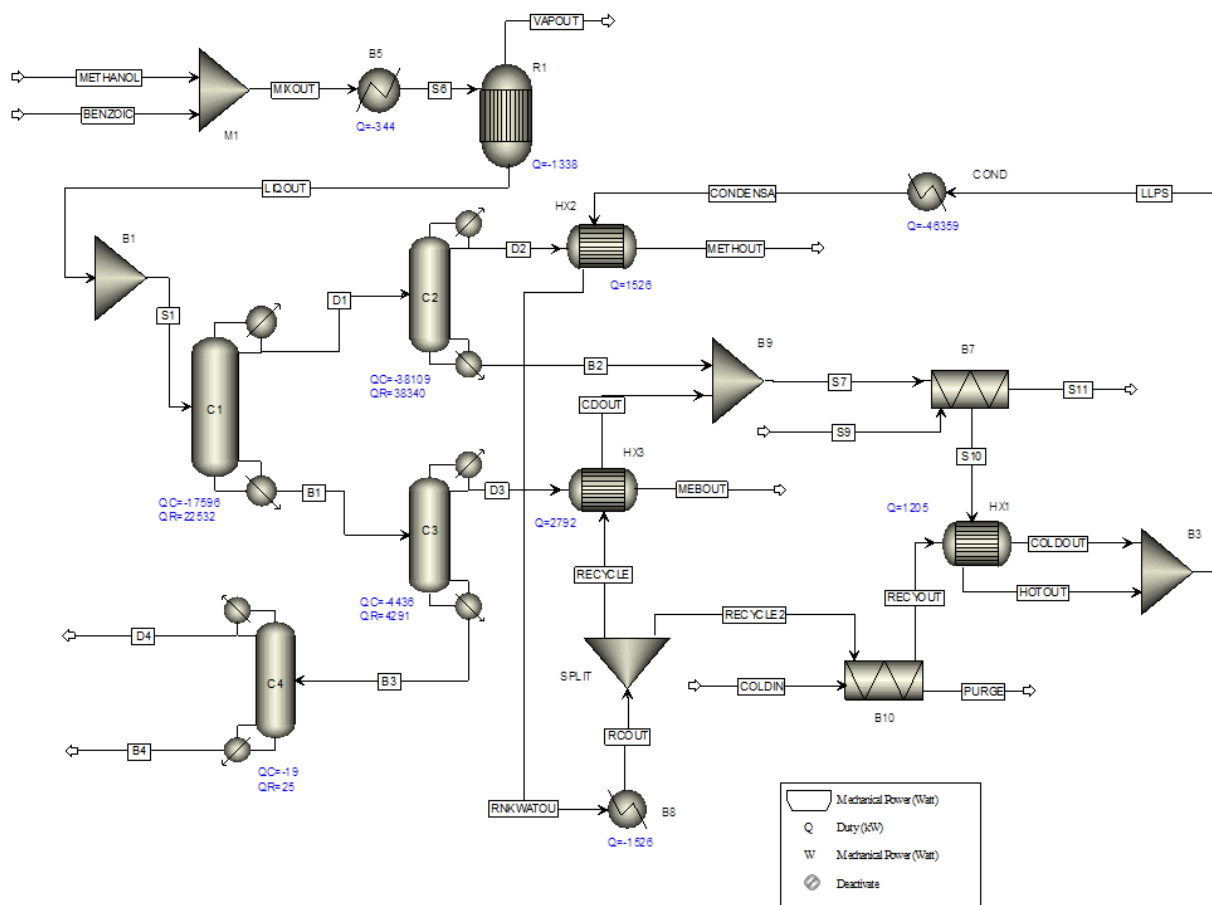 VAPOUT
B5
R1
METHANOL
MIXOUT
S6
BENZOIC
M1
Q=-344
Q=-1338
LIQOUT
COND
CONDENSA
LLPS
HX2
Q=-46359
B1
D2
METHOUT
C2
S1
D1
Q=1526
B9
B7
B2
S7
S11
QC=-38109
QR=38340
CDOUT
C1
S9
HX3
S10
D3
MEBOUT
B1
Q=1205
HX1
QC=-17596
QR=22532
C3
Q=2792
COLDOUT
B3
RECYCLE
RECYOUT
HOTOUT
QC=-4436
QR=4291
RECYCLE2
D4
SPLIT
C4
B3
COLDIN
PURGE
B10
RCOUT
B4
QC=-19
QR=25
RNKWATOU
B8
Q=-1526
Mechanical Power (Watt)
Q Duty (kW)
W Mechanical Power (Watt)
Deactivate